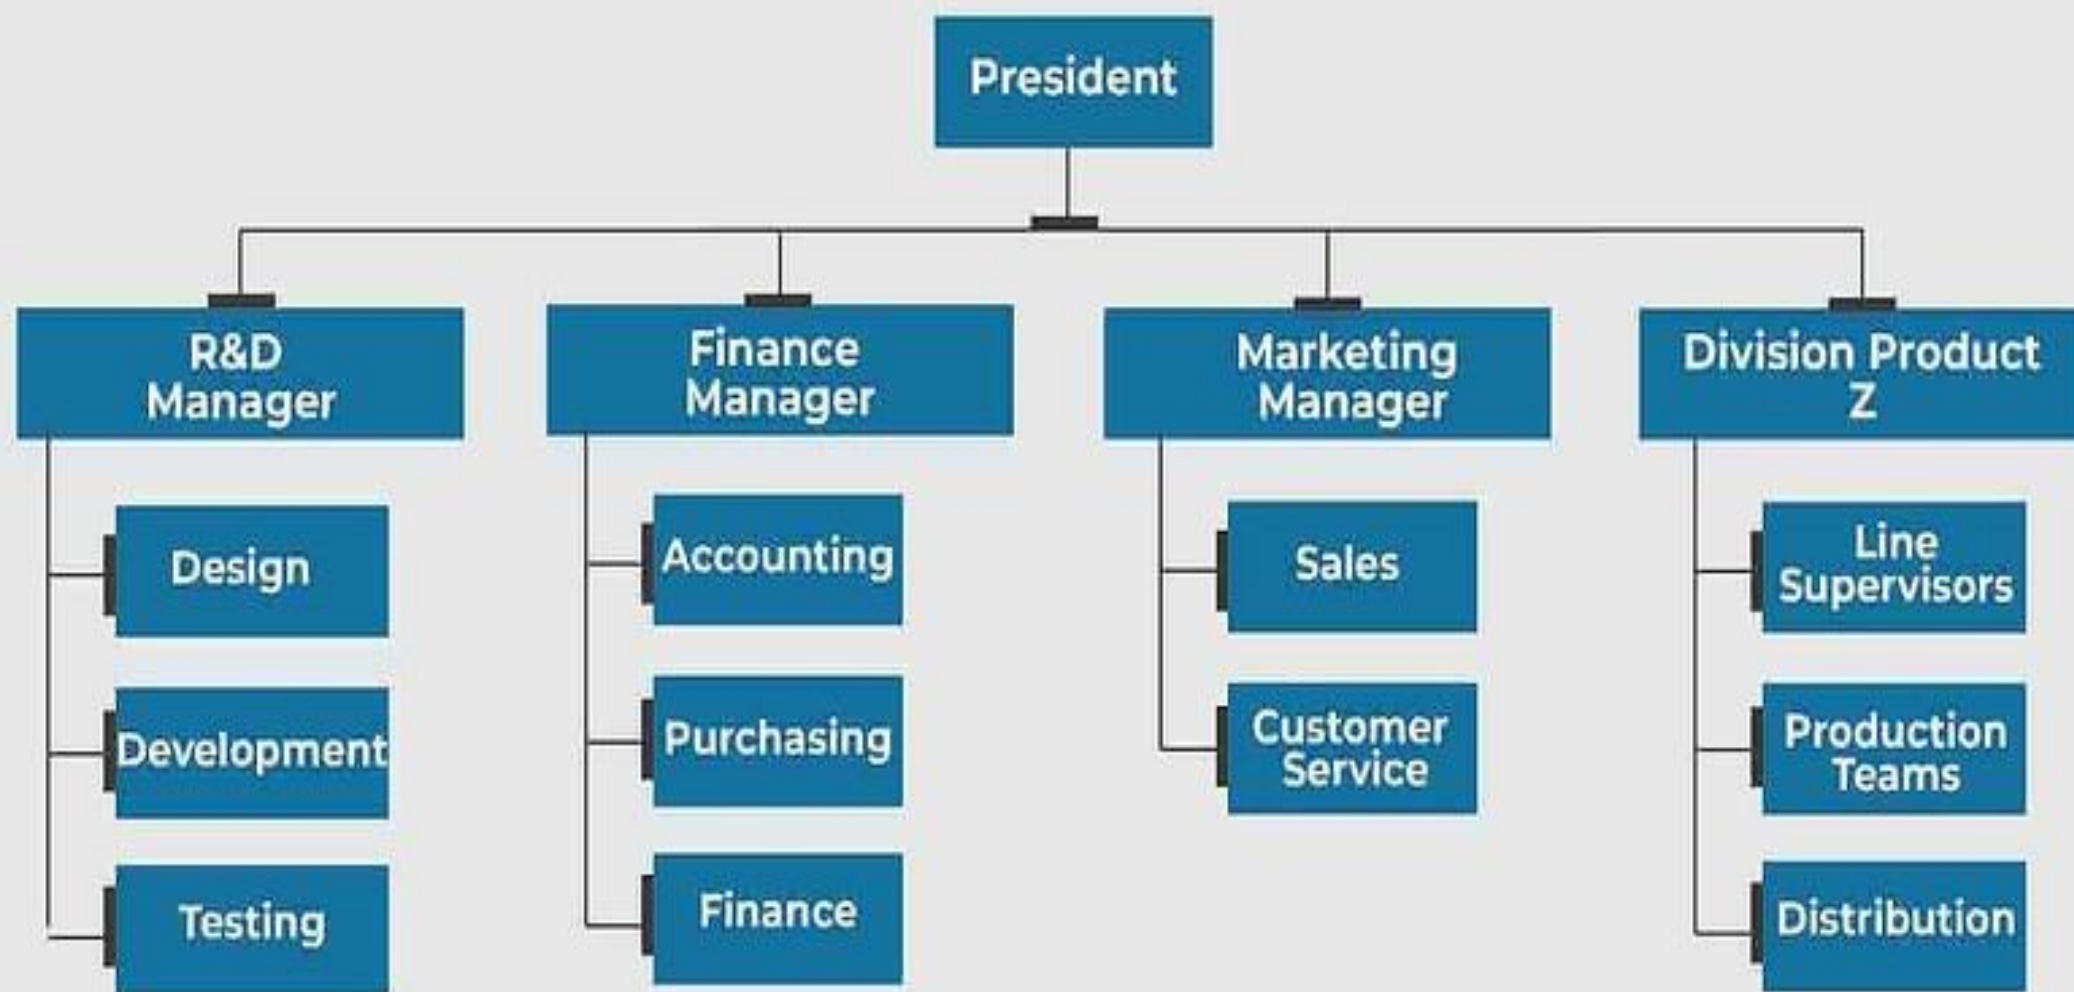 President
R&D
Manager
Finance
Manager
Marketing
Manager
Division Product
Z
Design
Development
Testing
Accounting
Purchasing
Finance
Sales
Customer
Service
Line
Supervisors
Production
Teams
Distribution